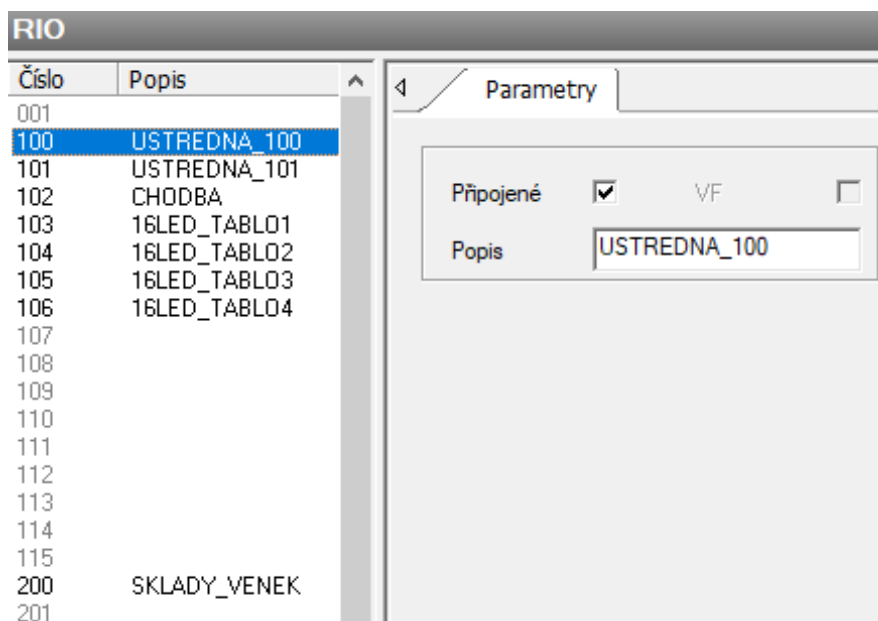 RIO
Číslo Popis
001
100 USTREDNA_100
101 USTREDNA_101
102 CHODBA
103 16LED_TABLO1
104 16LED_TABLO2
105 16LED_TABLO3
106 16LED_TABLO4
107
108
109
110
111
112
113
114
115
200 SKLADY_VENEK
201
Parametry
Připojené VF
Popis USTREDNA_100